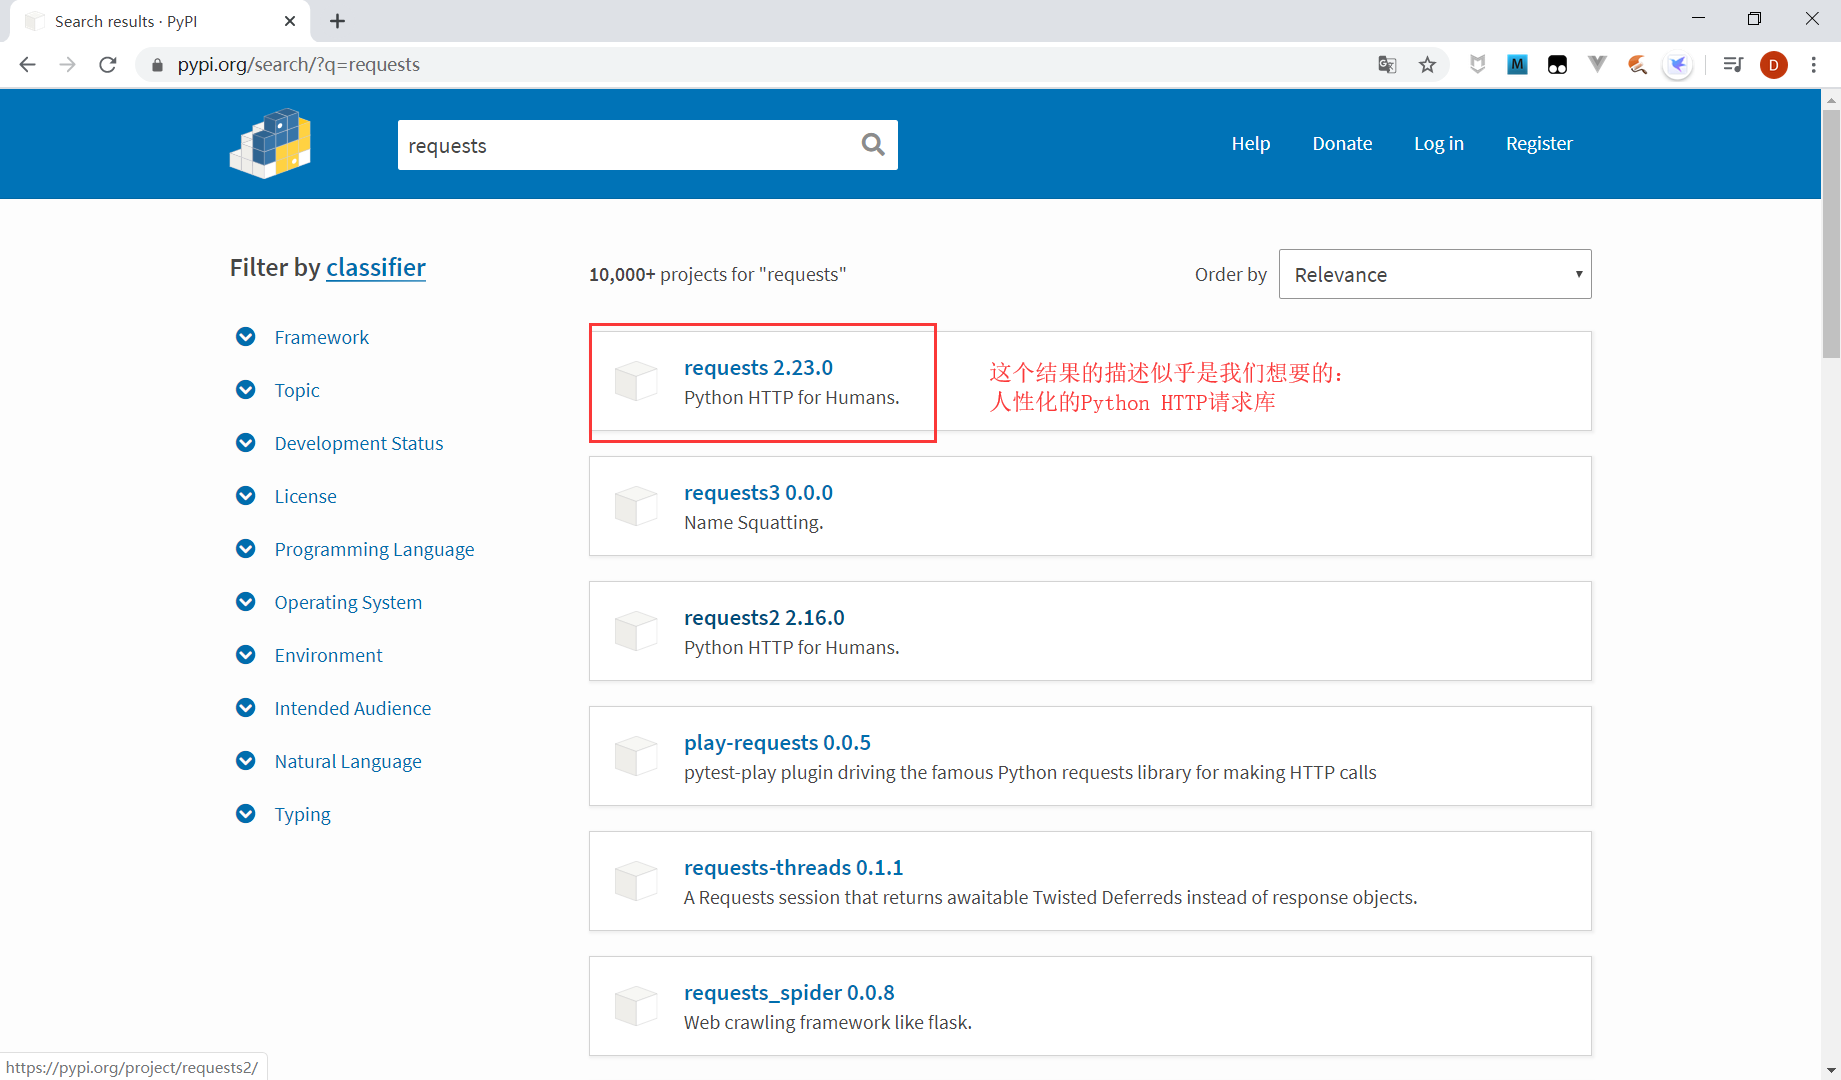 Search results · PyPI
pypi.org/search/?q=requests
M
D
requests
Help
Donate
Log in
Register
Filter by classifier
10,000+ projects for "requests"
Order by
Relevance
Framework
Topic
Development Status
License
Programming Language
Operating System
Environment
Intended Audience
Natural Language
Typing
requests 2.23.0
Python HTTP for Humans.
这个结果的描述似乎是我们想要的：
人性化的Python HTTP请求库
requests3 0.0.0
Name Squatting.
requests2 2.16.0
Python HTTP for Humans.
play-requests 0.0.5
pytest-play plugin driving the famous Python requests library for making HTTP calls
requests-threads 0.1.1
A Requests session that returns awaitable Twisted Deferreds instead of response objects.
requests_spider 0.0.8
Web crawling framework like flask.
https://pypi.org/project/requests2/